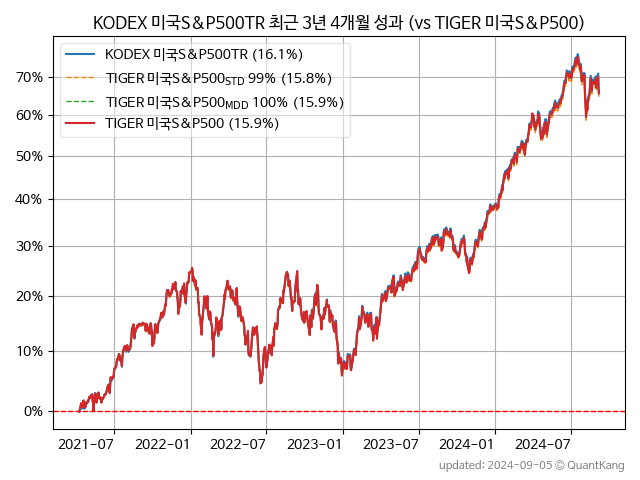 KODEX 미국S&P500TR 최근 3년 4개월 성과 (vs TIGER 미국S&P500)
KODEX 미국S&P500TR (16.1%)
TIGER 미국S&P500STD 99% (15.8%)
TIGER 미국S&P500MDD 100% (15.9%)
TIGER 미국S&P500 (15.9%)
70%
60%
50%
40%
30%
20%
10%
0%
2021-07 2022-01 2022-07 2023-01 2023-07 2024-01 2024-07
updated: 2024-09-05 © QuantKang